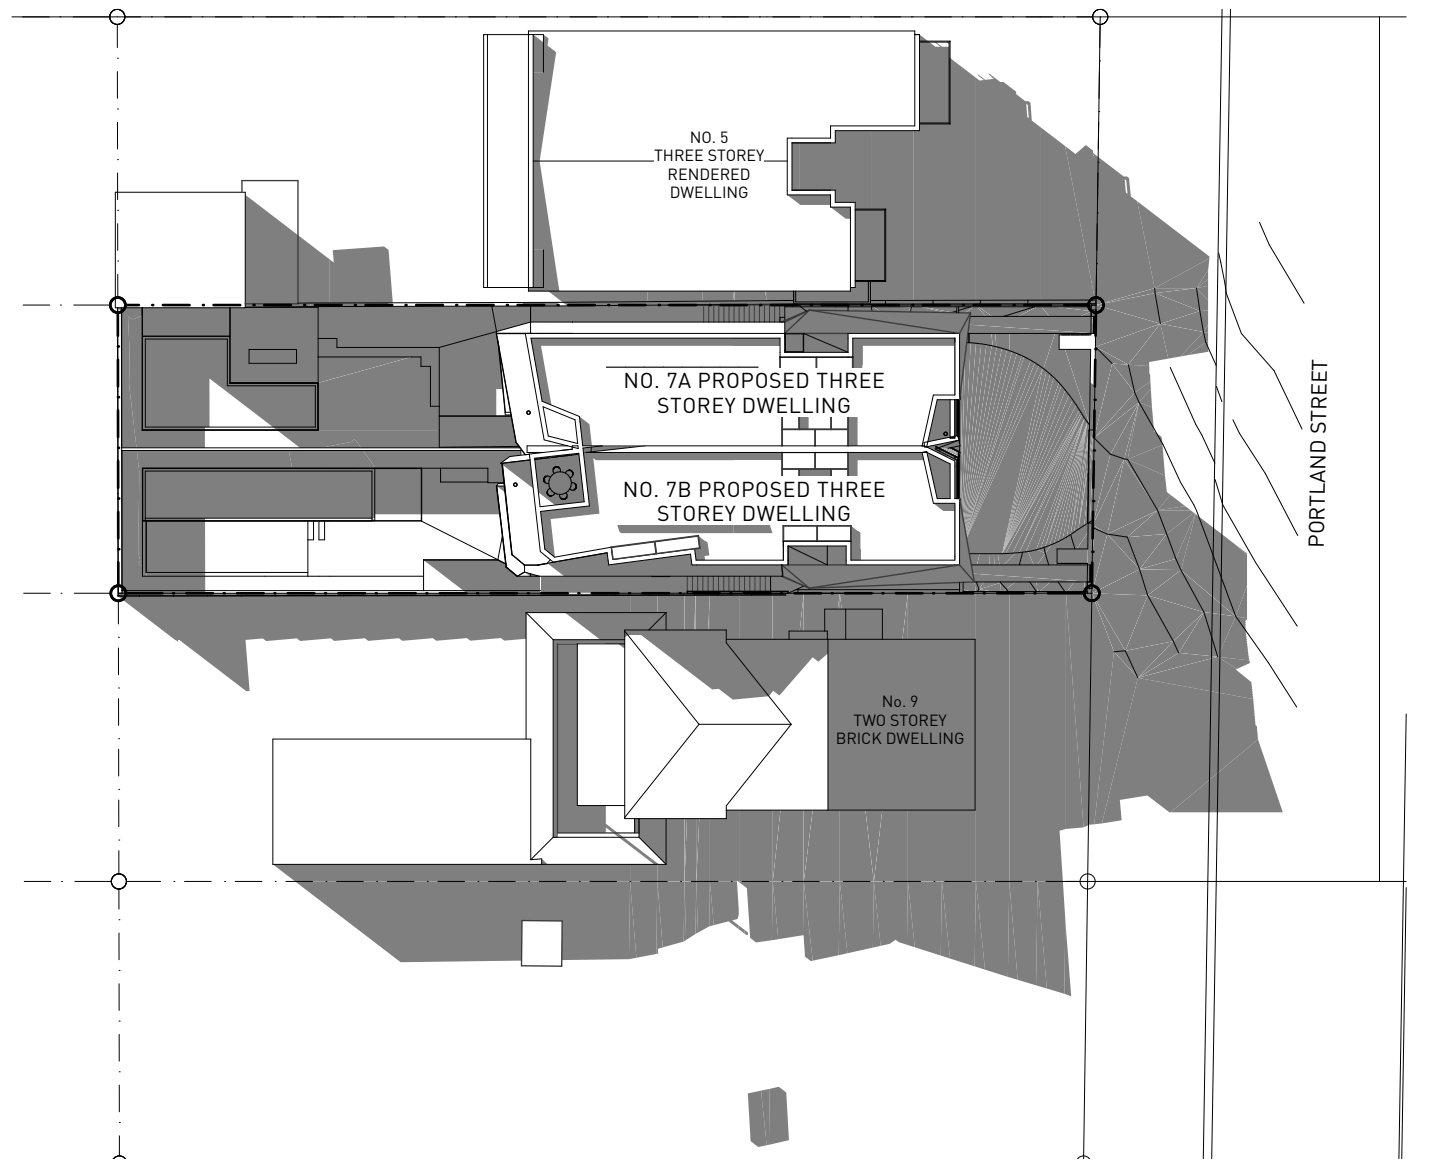 NO. 5
THREE STOREY
RENDERED
DWELLING
NO. 7A PROPOSED THREE
STOREY DWELLING
NO. 7B PROPOSED THREE
STOREY DWELLING
PORTLAND STREET
No. 9
TWO STOREY
BRICK DWELLING